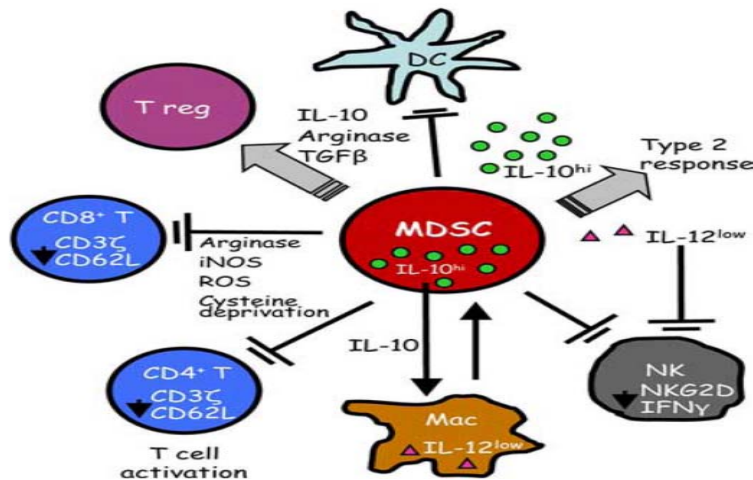 DC
T reg
IL-10
Arginase
TGFβ
IL-10ʰⁱ
Type 2
response
CD8⁺ T
CD3ζ
CD62L
Arginase
iNOS
ROS
Cysteine
deprivation
MDSC
IL-10ʰⁱ
IL-12ˡᵒʷ
CD4⁺ T
CD3ζ
CD62L
T cell
activation
IL-10
Mac
IL-12ˡᵒʷ
NK
NKG2D
IFNγ